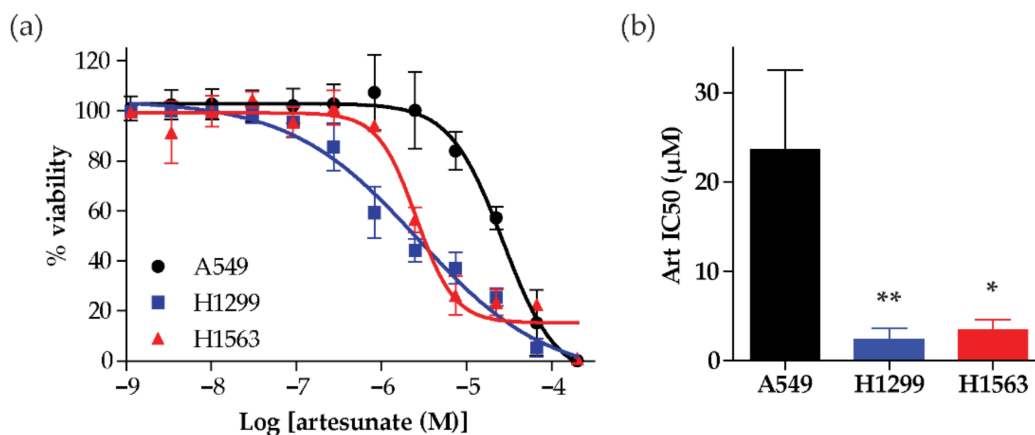 (a)
120
100
80
60
40
20
0
% viability
A549
H1299
H1563
−9
−8
−7
−6
−5
−4
Log [artesunate (M)]
(b)
30
20
10
0
Art IC50 (µM)
**
*
A549
H1299
H1563